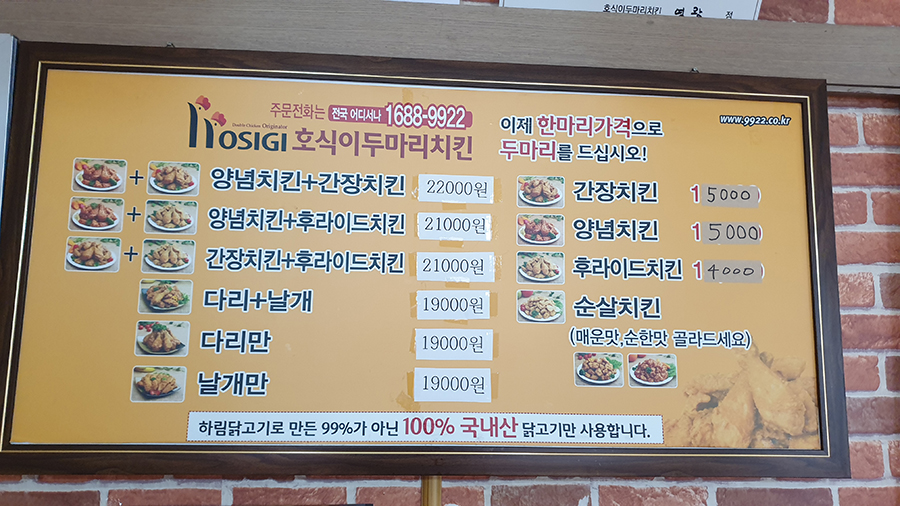 호식이두마리치킨
주문전화는 전국 어디서나 1688-9922
www.9922.co.kr
Double Chicken Originator
HOSIGI 호식이두마리치킨
이제 한마리가격으로
두마리를 드십시오!
양념치킨+간장치킨 22000원
양념치킨+후라이드치킨 21000원
간장치킨+후라이드치킨 21000원
다리+날개 19000원
다리만 19000원
날개만 19000원
간장치킨 15000
양념치킨 15000
후라이드치킨 14000
순살치킨
(매운맛,순한맛 골라드세요)
하림닭고기로 만든 99%가 아닌 100% 국내산 닭고기만 사용합니다.